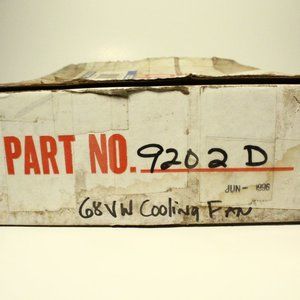 PART NO. 9202 D
JUN- 1996
68 VW Cooling FAN